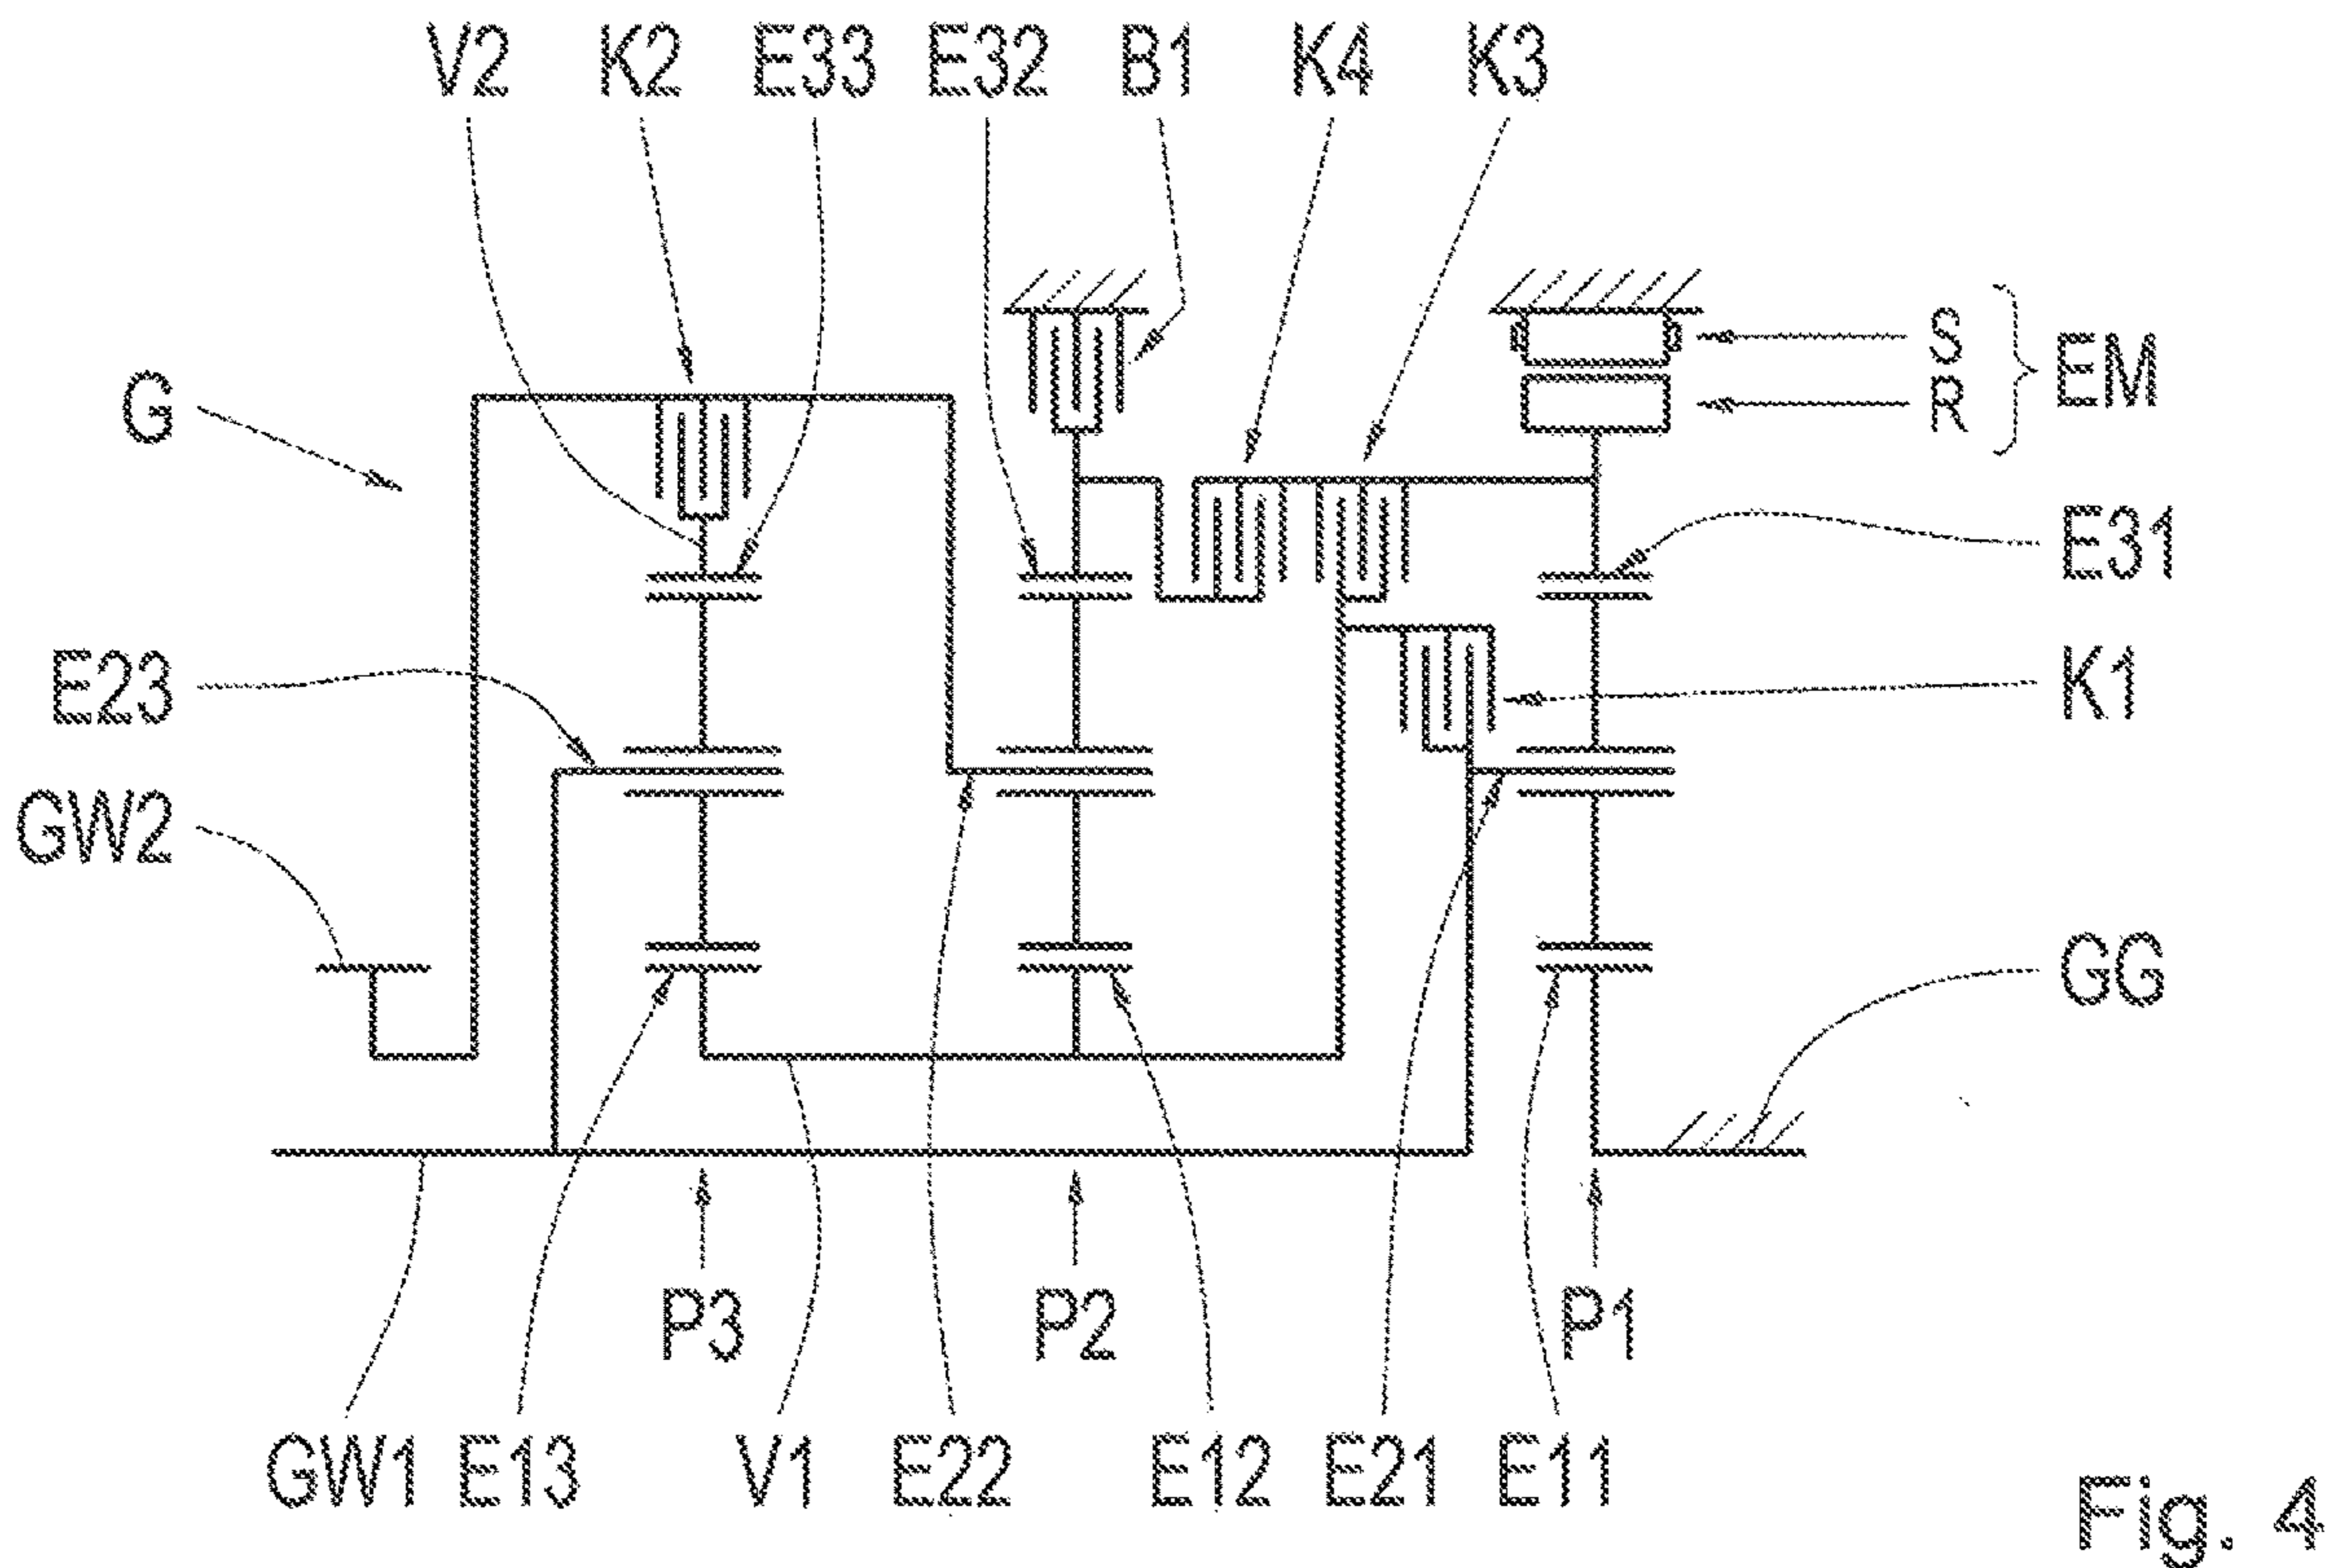 V2 K2 E33 E32 B1 K4 K3
S
G R EM
E31
E23 K1
GW2
GG
P3 P2 P1
GW1 E13 V1 E22 E12 E21 E11
Fig. 4